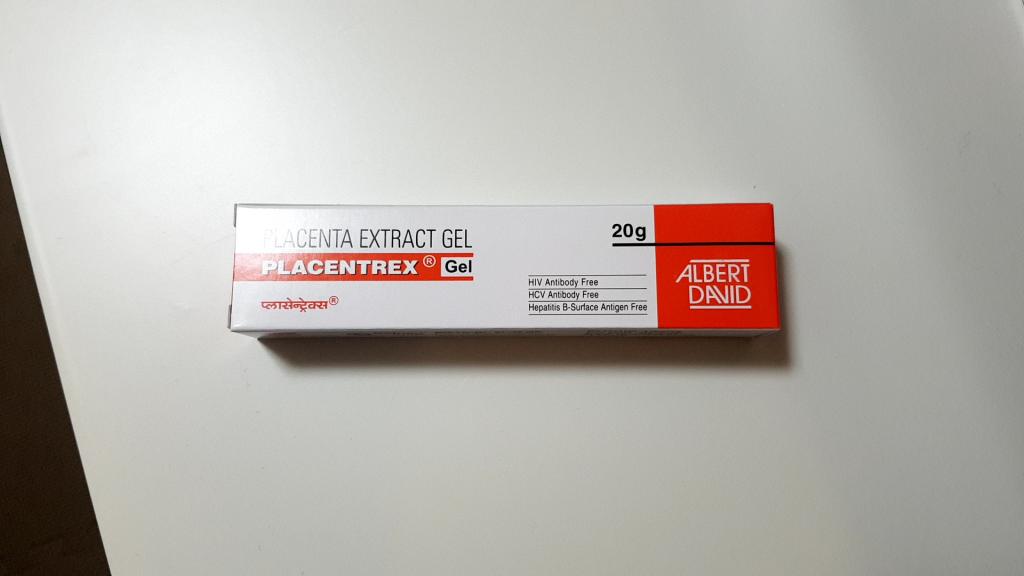 PLACENTA EXTRACT GEL
PLACENTREX® Gel
प्लासेन्ट्रेक्स®
20g
HIV Antibody Free
HCV Antibody Free
Hepatitis B-Surface Antigen Free
ALBERT
DAVID